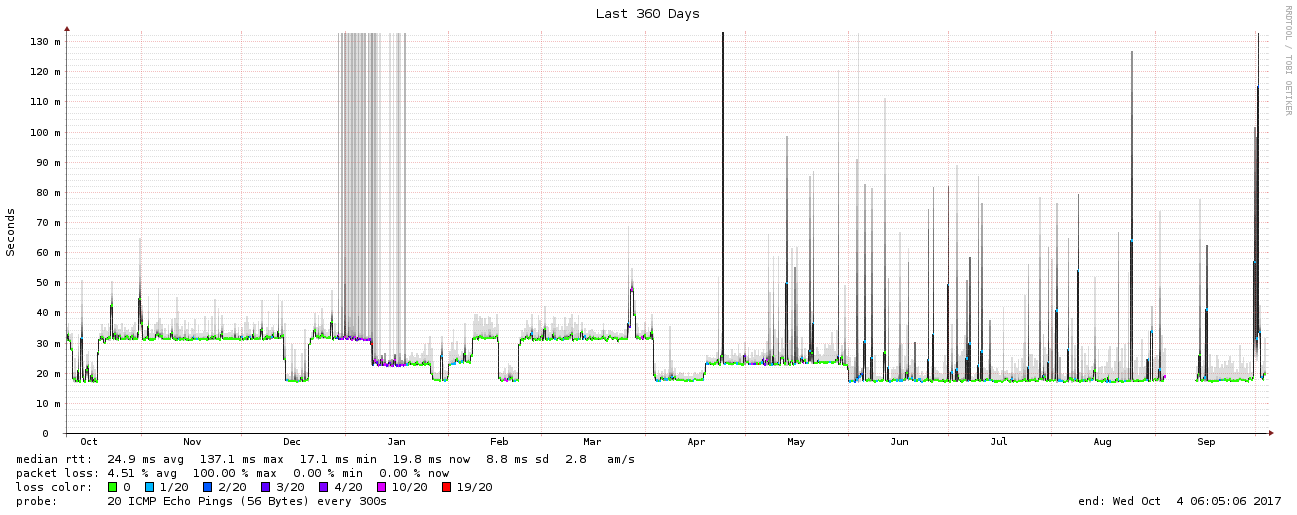 Last 360 Days
RRDTOOL / TOBI OETIKER
Seconds
130 m
120 m
110 m
100 m
90 m
80 m
70 m
60 m
50 m
40 m
30 m
20 m
10 m
0
Oct Nov Dec Jan Feb Mar Apr May Jun Jul Aug Sep
median rtt: 24.9 ms avg 137.1 ms max 17.1 ms min 19.8 ms now 8.8 ms sd 2.8 am/s
packet loss: 4.51 % avg 100.00 % max 0.00 % min 0.00 % now
loss color: 0 1/20 2/20 3/20 4/20 10/20 19/20
probe: 20 ICMP Echo Pings (56 Bytes) every 300s end: Wed Oct 4 06:05:06 2017